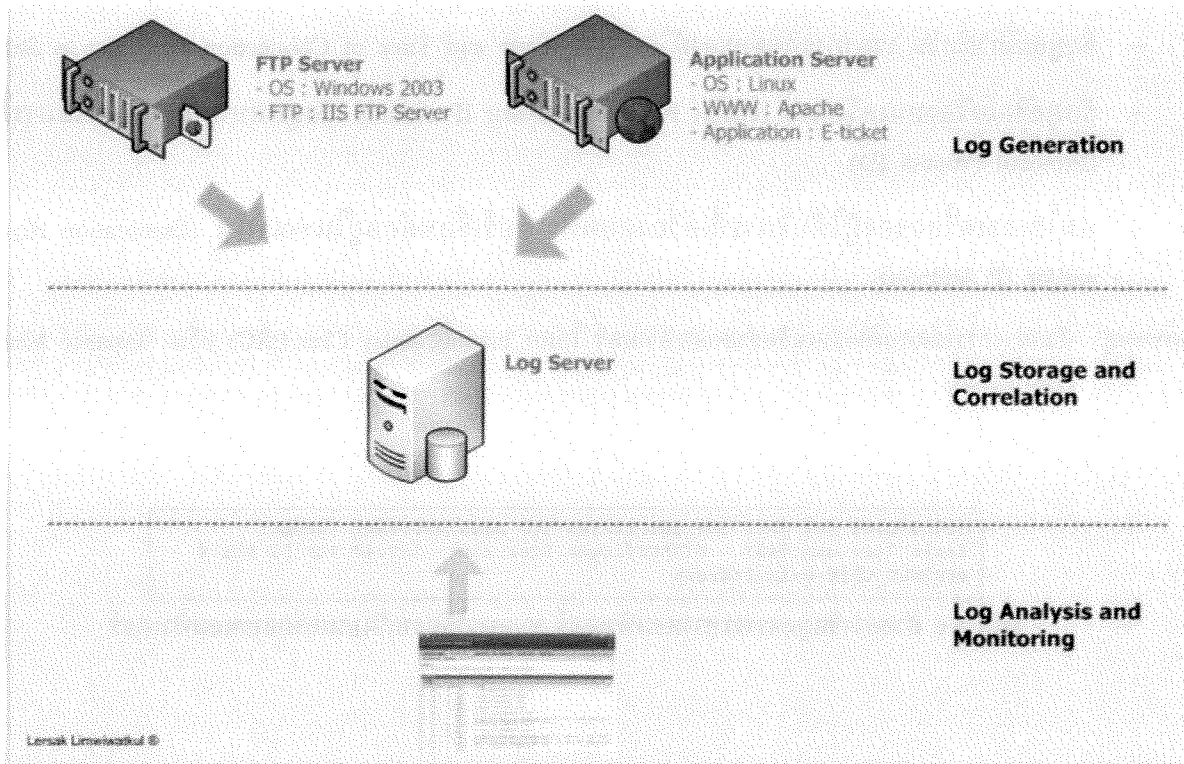 FTP Server
- OS : Windows 2003
- FTP : IIS FTP Server
Application Server
- OS : Linux
- WWW : Apache
- Application : E-ticket
Log Generation
Log Server
Log Storage and
Correlation
Log Analysis and
Monitoring